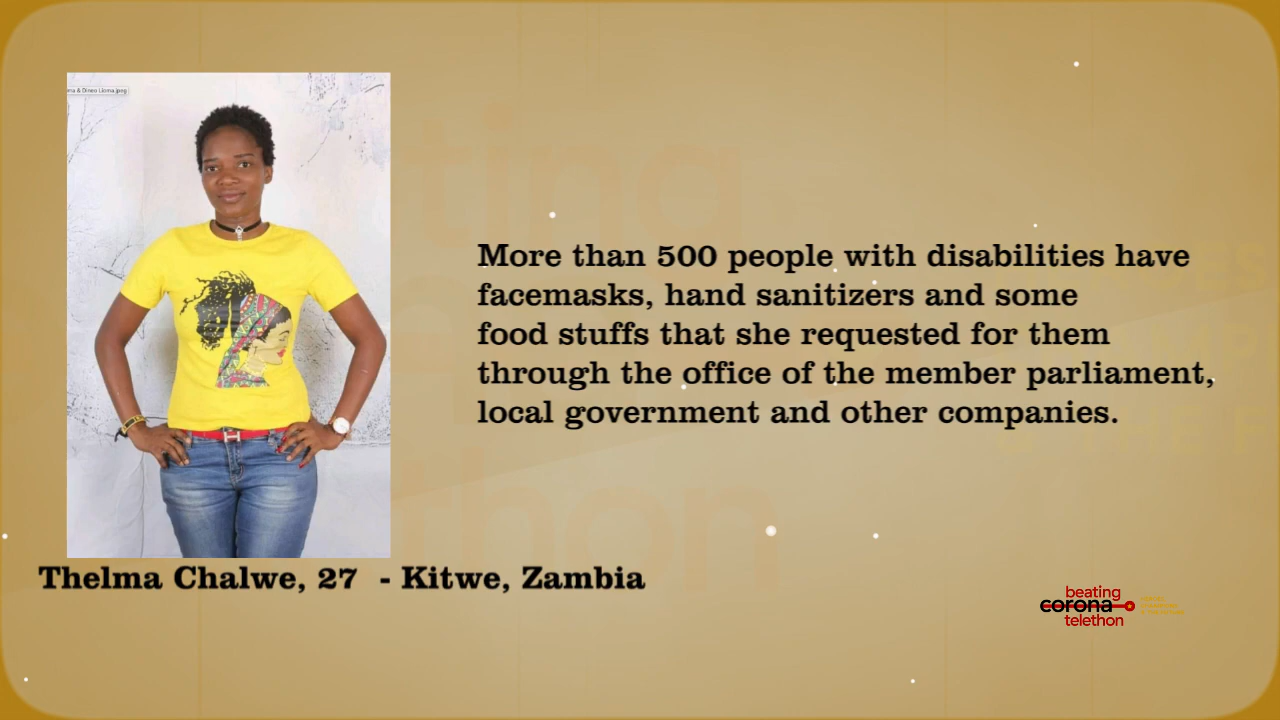 More than 500 people with disabilities have
facemasks, hand sanitizers and some
food stuffs that she requested for them
through the office of the member parliament,
local government and other companies.
Thelma Chalwe, 27 - Kitwe, Zambia
beating
corona
telethon